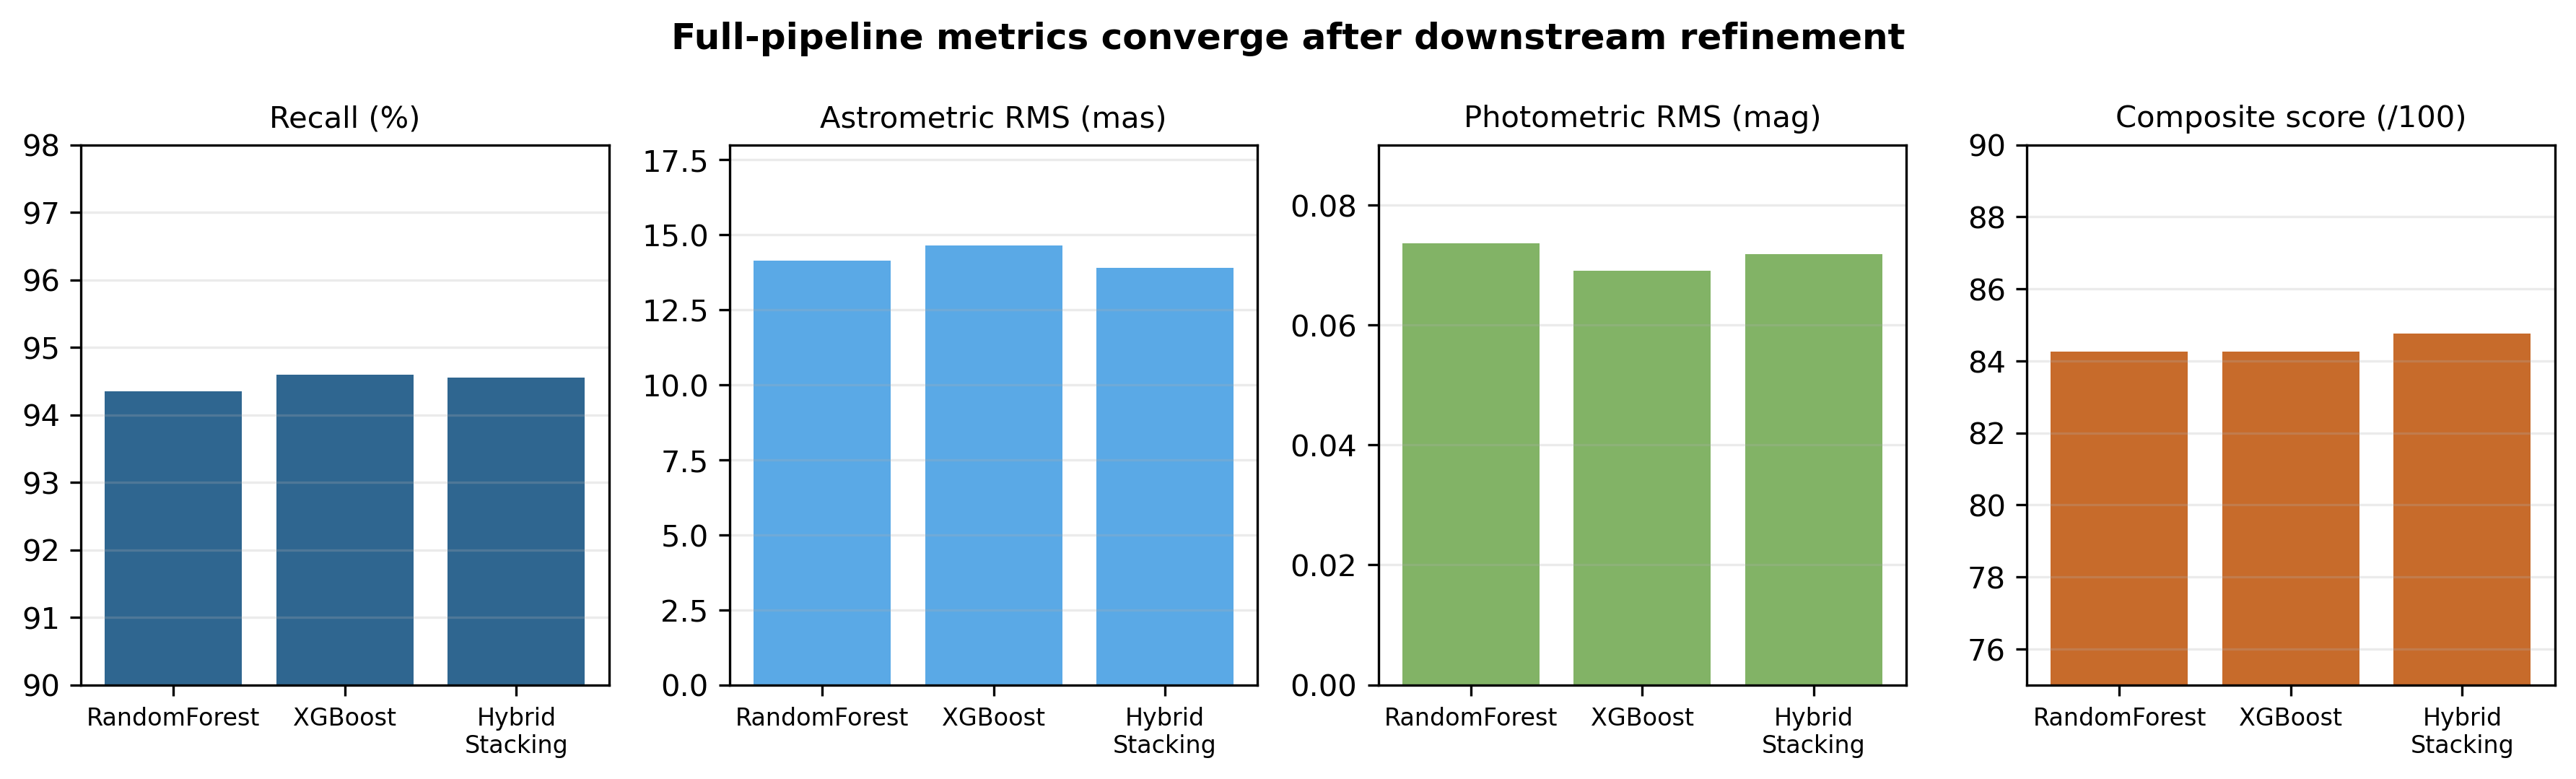 Full-pipeline metrics converge after downstream refinement
Recall (%)
98
97
96
95
94
93
92
91
90
RandomForest
XGBoost
Hybrid
Stacking
Astrometric RMS (mas)
17.5
15.0
12.5
10.0
7.5
5.0
2.5
0.0
RandomForest
XGBoost
Hybrid
Stacking
Photometric RMS (mag)
0.08
0.06
0.04
0.02
0.00
RandomForest
XGBoost
Hybrid
Stacking
Composite score (/100)
90
88
86
84
82
80
78
76
RandomForest
XGBoost
Hybrid
Stacking